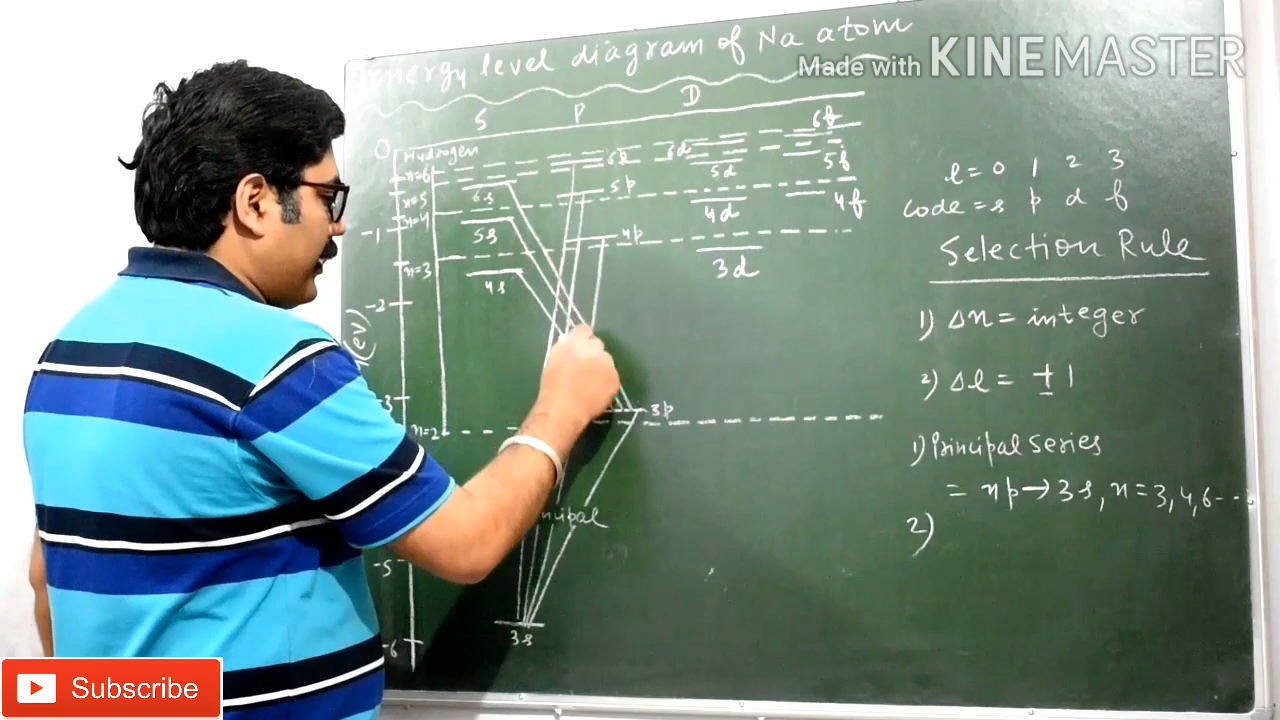 Energy level diagram of Na atom
Made with KINEMASTER
S P D
0 Hydrogen
n=6 6s 6p 6d 5d 6f
n=5 5p 5f
n=4 5s 4d 4f
-1 4p
n=3 4s 3d
-2
(ev)
-3 3p
n=2
-5
3s
-6
l = 0 1 2 3
code = s p d f
Selection Rule
1) Δn = integer
2) Δl = ± 1
1) Principal series
= np → 3s, n = 3, 4, 6 ---
2)
Subscribe